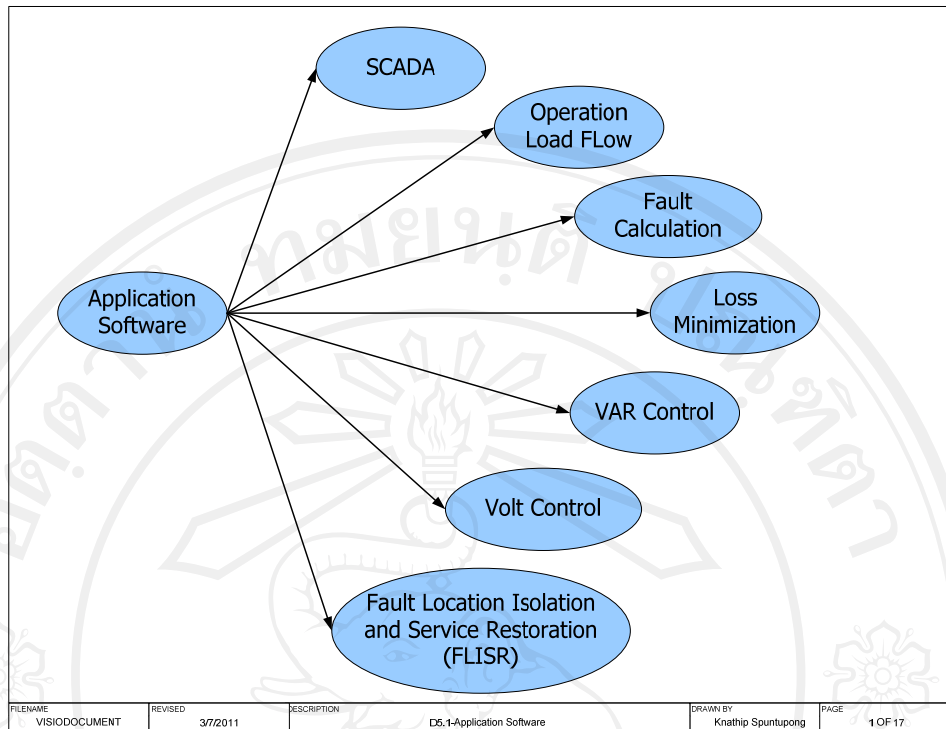 SCADA
Operation
Load FLow
Fault
Calculation
Application
Software
Loss
Minimization
VAR Control
Volt Control
Fault Location Isolation
and Service Restoration
(FLISR)
FILENAME
VISIODOCUMENT
REVISED
3/7/2011
DESCRIPTION
D5.1-Application Software
DRAWN BY
Knathip Spuntupong
PAGE
1 OF 17